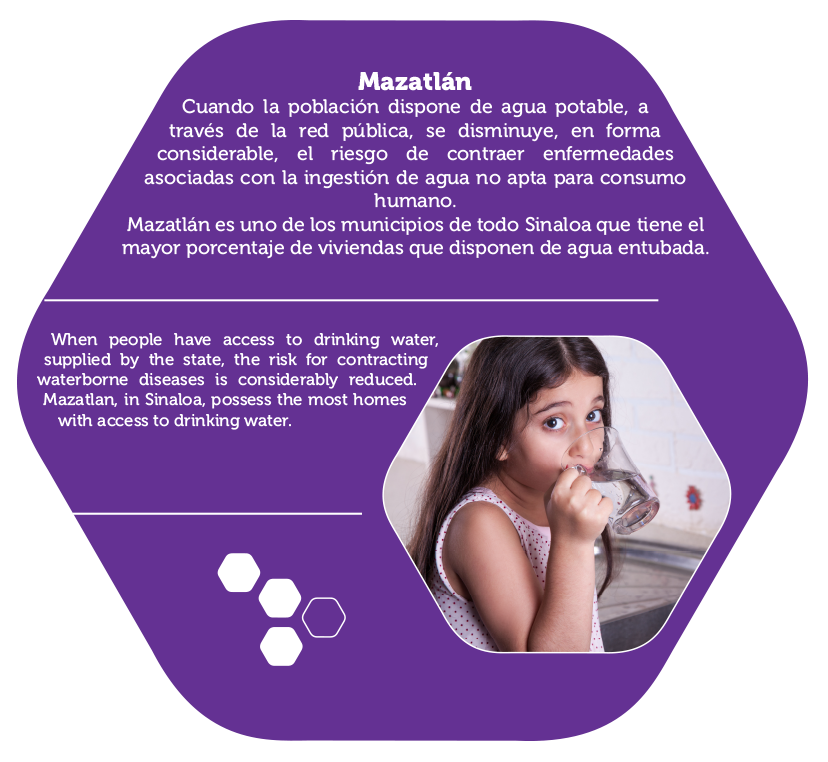 Mazatlán
Cuando la población dispone de agua potable, a
través de la red pública, se disminuye, en forma
considerable, el riesgo de contraer enfermedades
asociadas con la ingestión de agua no apta para consumo
humano.
Mazatlán es uno de los municipios de todo Sinaloa que tiene el
mayor porcentaje de viviendas que disponen de agua entubada.
When people have access to drinking water,
supplied by the state, the risk for contracting
waterborne diseases is considerably reduced.
Mazatlan, in Sinaloa, possess the most homes
with access to drinking water.